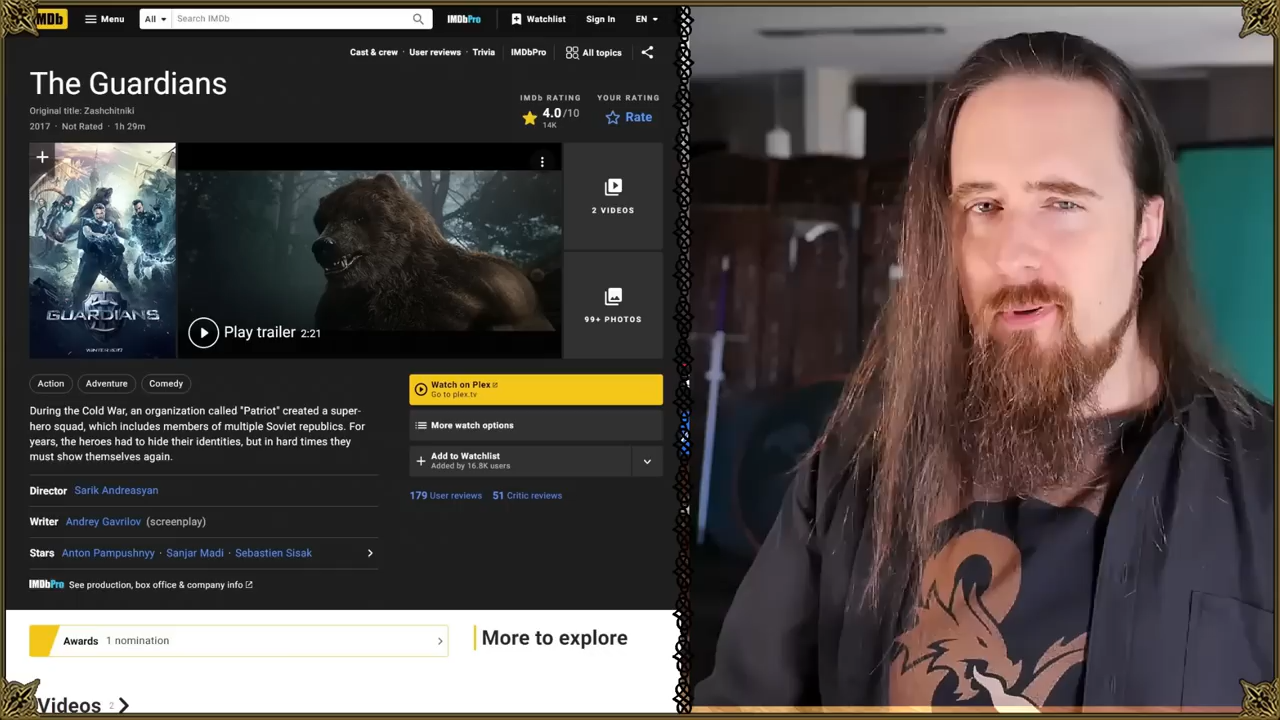 IMDb
Menu
All
Search IMDb
IMDbPro
Watchlist
Sign In
EN
Cast & crew · User reviews · Trivia
IMDbPro
All topics
The Guardians
Original title: Zashchitniki
2017 · Not Rated · 1h 29m
IMDb RATING
4.0/10
14K
YOUR RATING
Rate
GUARDIANS
WINTER 2017
Play trailer 2:21
2 VIDEOS
99+ PHOTOS
Action
Adventure
Comedy
During the Cold War, an organization called "Patriot" created a super-
hero squad, which includes members of multiple Soviet republics. For
years, the heroes had to hide their identities, but in hard times they
must show themselves again.
Director Sarik Andreasyan
Writer Andrey Gavrilov (screenplay)
Stars Anton Pampushnyy · Sanjar Madi · Sebastien Sisak
IMDbPro See production, box office & company info
Watch on Plex
Go to plex.tv
More watch options
Add to Watchlist
Added by 16.8K users
179 User reviews 51 Critic reviews
Awards 1 nomination
More to explore
Videos 2